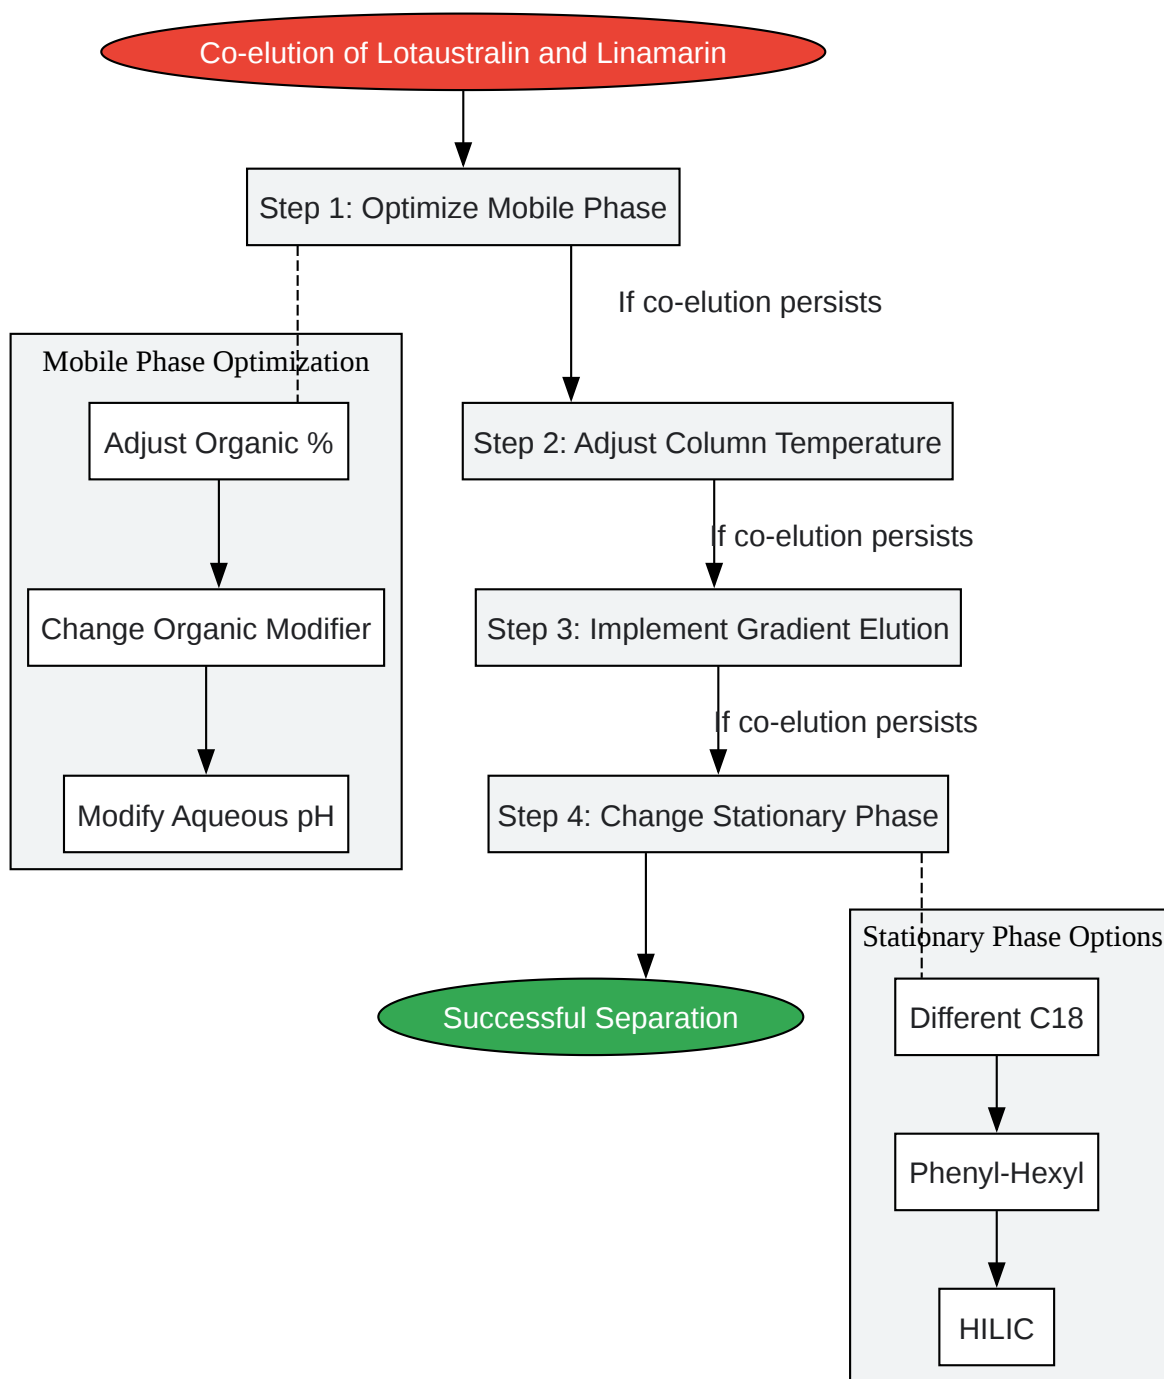 Co-elution of Lotaustralin and Linamarin
Step 1: Optimize Mobile Phase
If co-elution persists
Mobile Phase Optimization
Adjust Organic %
Step 2: Adjust Column Temperature
If co-elution persists
Change Organic Modifier
Step 3: Implement Gradient Elution
If co-elution persists
Modify Aqueous pH
Step 4: Change Stationary Phase
Stationary Phase Options
Successful Separation
Different C18
Phenyl-Hexyl
HILIC